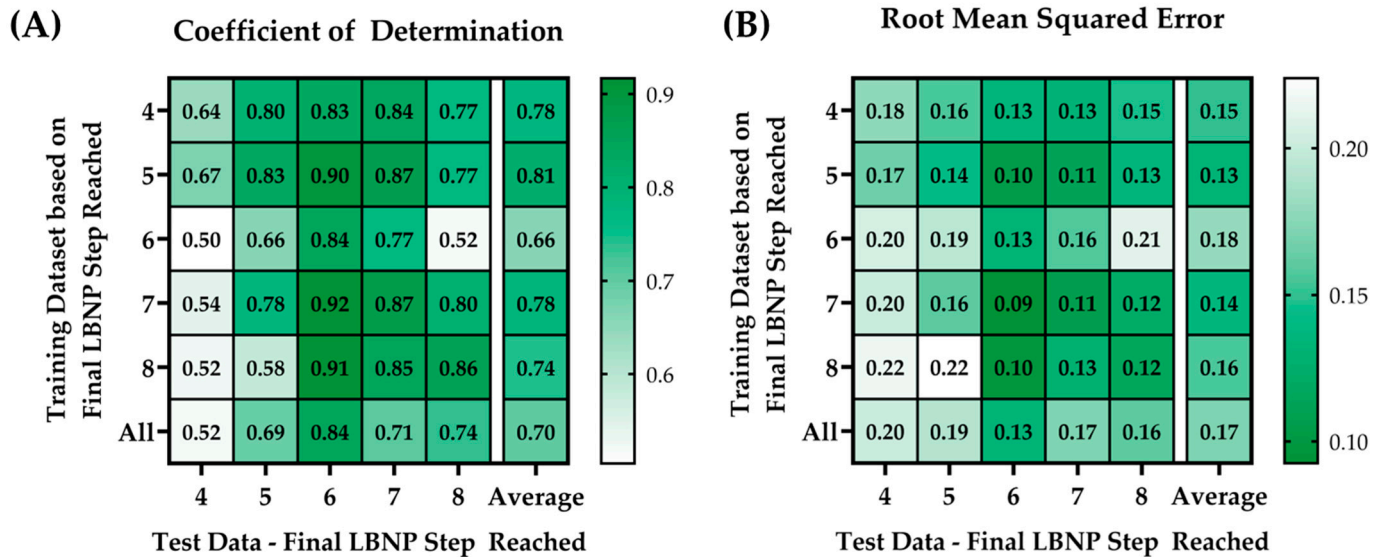 (A)
Coefficient of Determination
Training Dataset based on
Final LBNP Step Reached
4 0.64 0.80 0.83 0.84 0.77 0.78
5 0.67 0.83 0.90 0.87 0.77 0.81
6 0.50 0.66 0.84 0.77 0.52 0.66
7 0.54 0.78 0.92 0.87 0.80 0.78
8 0.52 0.58 0.91 0.85 0.86 0.74
All 0.52 0.69 0.84 0.71 0.74 0.70
4 5 6 7 8 Average
Test Data - Final LBNP Step Reached
0.9
0.8
0.7
0.6
(B)
Root Mean Squared Error
Training Dataset based on
Final LBNP Step Reached
4 0.18 0.16 0.13 0.13 0.15 0.15
5 0.17 0.14 0.10 0.11 0.13 0.13
6 0.20 0.19 0.13 0.16 0.21 0.18
7 0.20 0.16 0.09 0.11 0.12 0.14
8 0.22 0.22 0.10 0.13 0.12 0.16
All 0.20 0.19 0.13 0.17 0.16 0.17
4 5 6 7 8 Average
Test Data - Final LBNP Step Reached
0.20
0.15
0.10